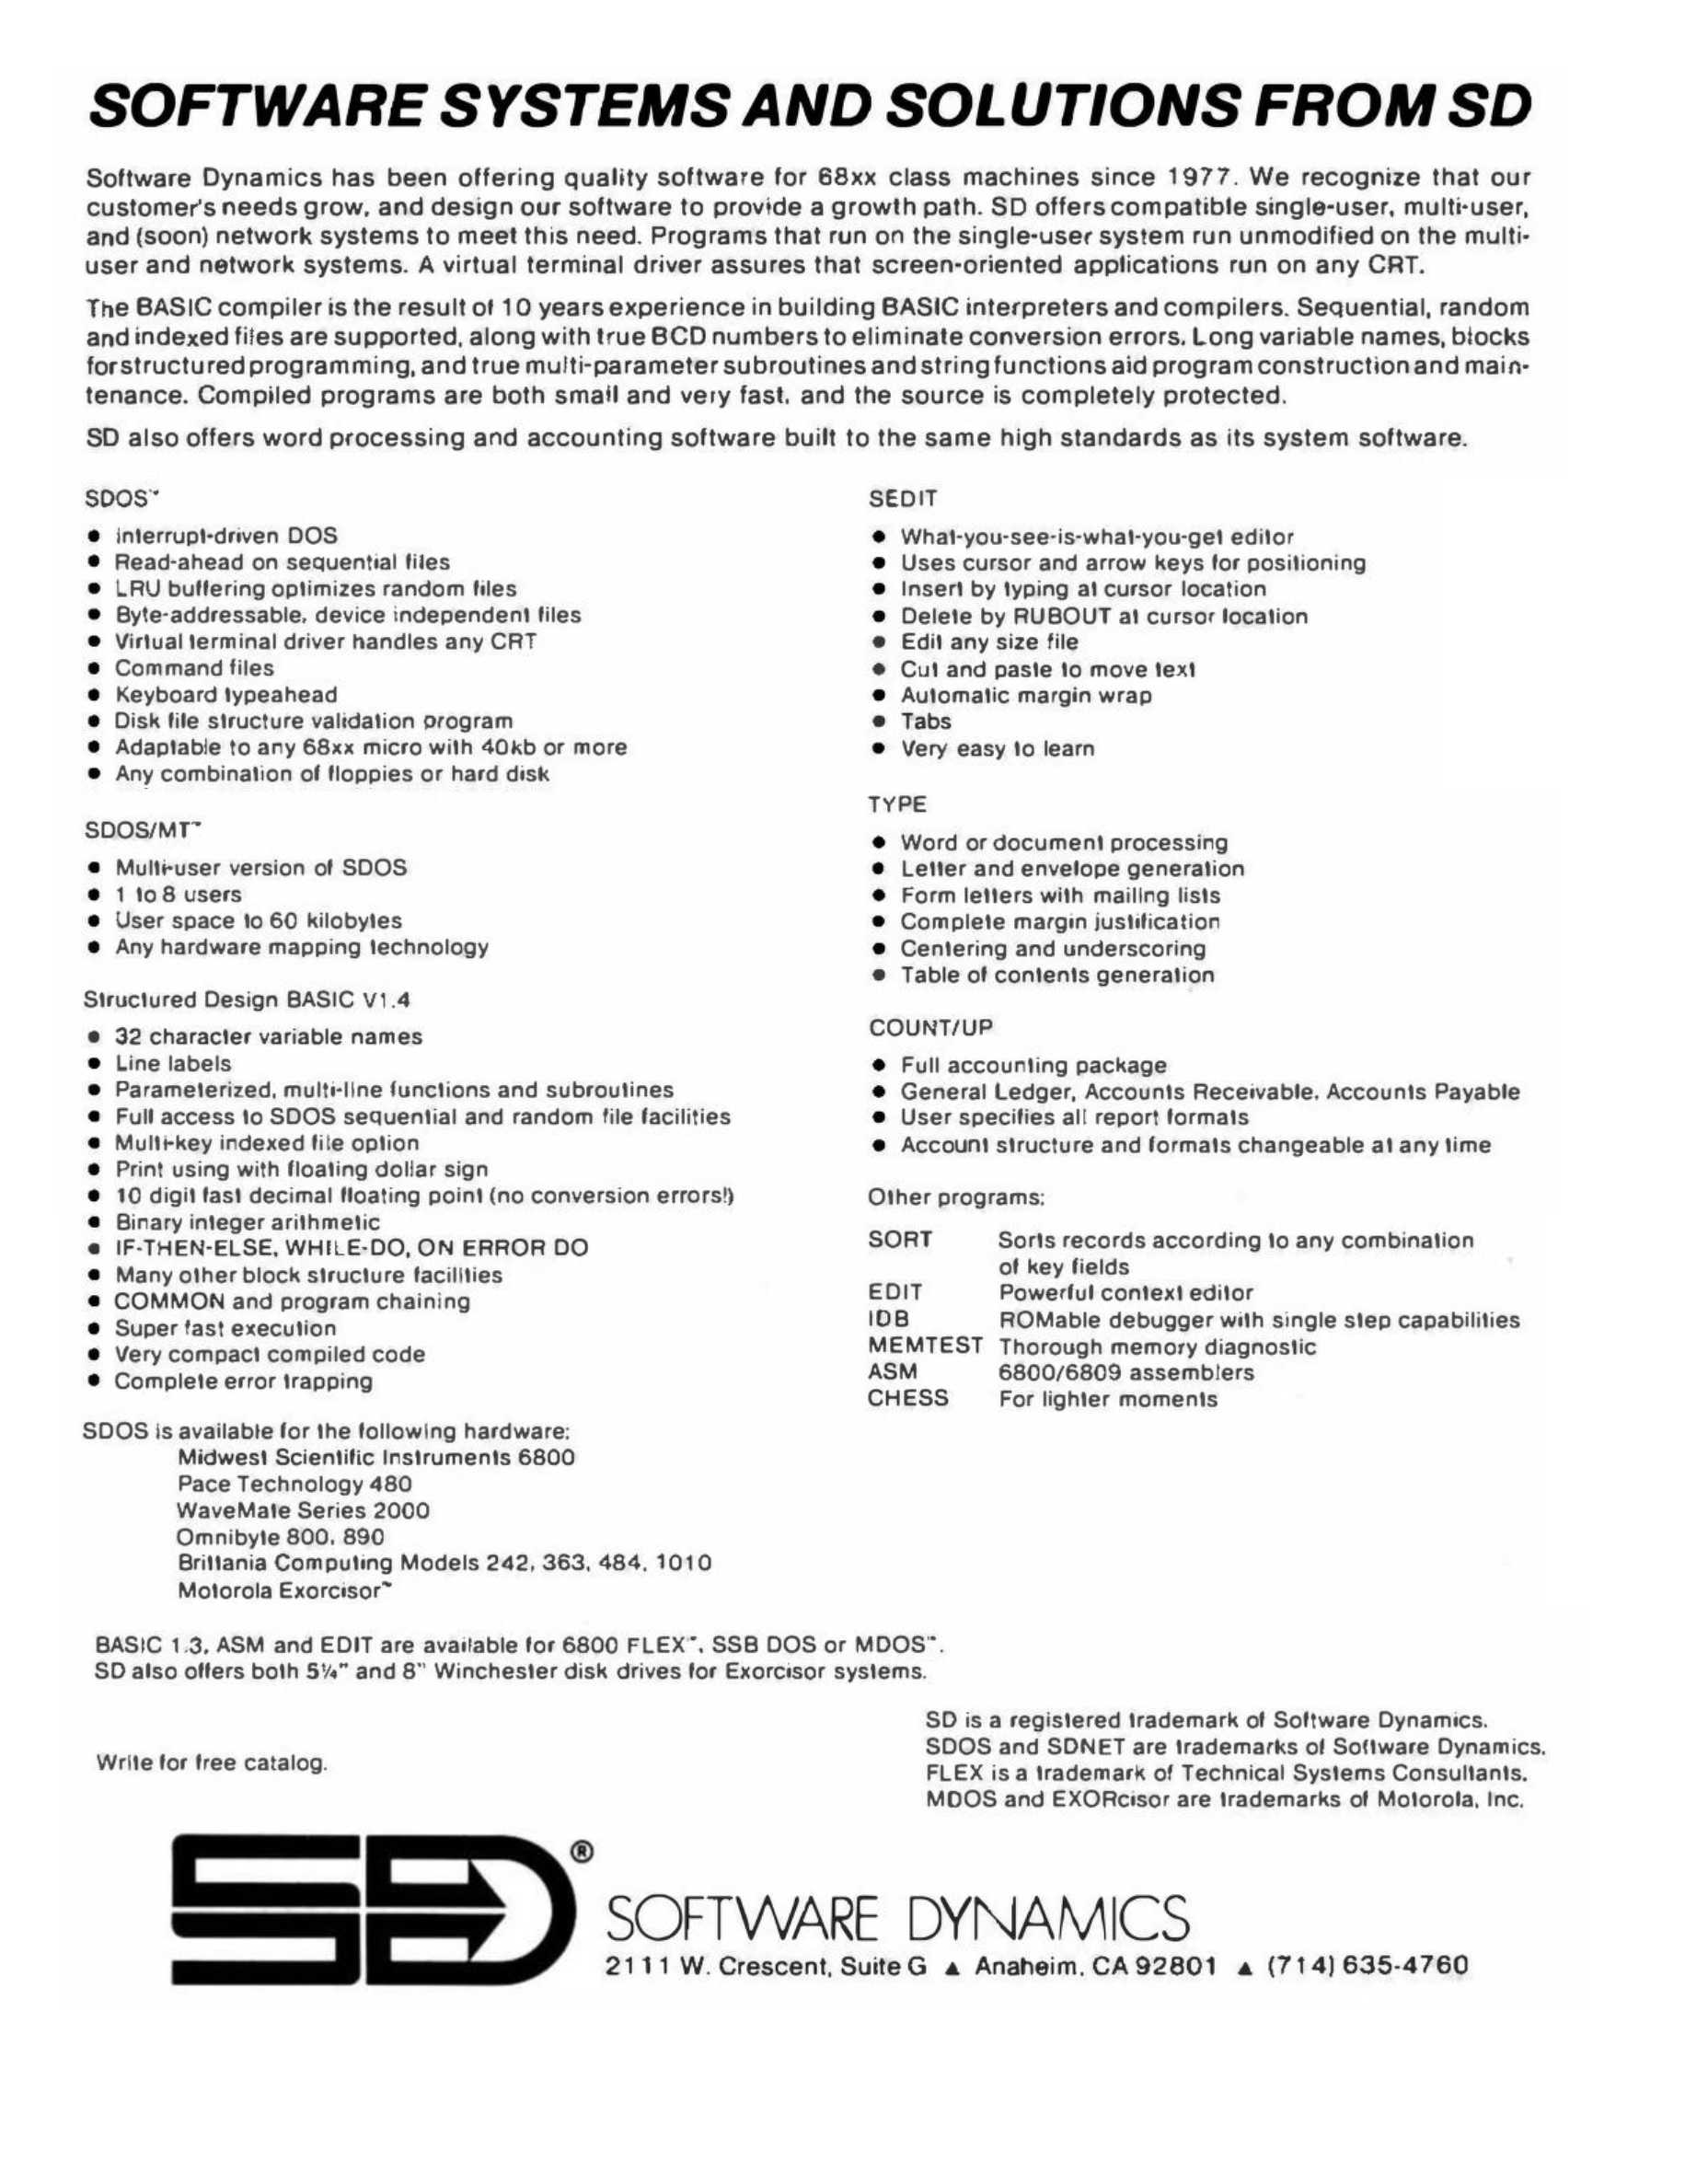 SOFTWARE SYSTEMS AND SOLUTIONS FROM SD
Software Dynamics has been offering quality software for 68xx class machines since 1977. We recognize that our
customer's needs grow, and design our software to provide a growth path. SD offers compatible single-user, multi-user,
and (soon) network systems to meet this need. Programs that run on the single-user system run unmodified on the multi-
user and network systems. A virtual terminal driver assures that screen-oriented applications run on any CRT.
The BASIC compiler is the result of 10 years experience in building BASIC interpreters and compilers. Sequential, random
and indexed files are supported, along with true BCD numbers to eliminate conversion errors. Long variable names, blocks
for structured programming, and true multi-parameter subroutines and string functions aid program construction and main-
tenance. Compiled programs are both small and very fast, and the source is completely protected.
SD also offers word processing and accounting software built to the same high standards as its system software.
SDOS™
● Interrupt-driven DOS
● Read-ahead on sequential files
● LRU buffering optimizes random files
● Byte-addressable, device independent files
● Virtual terminal driver handles any CRT
● Command files
● Keyboard typeahead
● Disk file structure validation program
● Adaptable to any 68xx micro with 40kb or more
● Any combination of floppies or hard disk
SDOS/MT™
● Multi-user version of SDOS
● 1 to 8 users
● User space to 60 kilobytes
● Any hardware mapping technology
Structured Design BASIC V1.4
● 32 character variable names
● Line labels
● Parameterized, multi-line functions and subroutines
● Full access to SDOS sequential and random file facilities
● Multi-key indexed file option
● Print using with floating dollar sign
● 10 digit fast decimal floating point (no conversion errors!)
● Binary integer arithmetic
● IF-THEN-ELSE, WHILE-DO, ON ERROR DO
● Many other block structure facilities
● COMMON and program chaining
● Super fast execution
● Very compact compiled code
● Complete error trapping
SDOS is available for the following hardware:
Midwest Scientific Instruments 6800
Pace Technology 480
WaveMate Series 2000
Omnibyte 800, 890
Brittania Computing Models 242, 363, 484, 1010
Motorola Exorcisor™
SEDIT
● What-you-see-is-what-you-get editor
● Uses cursor and arrow keys for positioning
● Insert by typing at cursor location
● Delete by RUBOUT at cursor location
● Edit any size file
● Cut and paste to move text
● Automatic margin wrap
● Tabs
● Very easy to learn
TYPE
● Word or document processing
● Letter and envelope generation
● Form letters with mailing lists
● Complete margin justification
● Centering and underscoring
● Table of contents generation
COUNT/UP
● Full accounting package
● General Ledger, Accounts Receivable, Accounts Payable
● User specifies all report formats
● Account structure and formats changeable at any time
Other programs:
SORT Sorts records according to any combination
of key fields
EDIT Powerful context editor
IDB ROMable debugger with single step capabilities
MEMTEST Thorough memory diagnostic
ASM 6800/6809 assemblers
CHESS For lighter moments
BASIC 1.3, ASM and EDIT are available for 6800 FLEX™, SSB DOS or MDOS™.
SD also offers both 5¼" and 8" Winchester disk drives for Exorcisor systems.
Write for free catalog.
SD is a registered trademark of Software Dynamics.
SDOS and SDNET are trademarks of Software Dynamics.
FLEX is a trademark of Technical Systems Consultants.
MDOS and EXORcisor are trademarks of Motorola, Inc.
SD®
SOFTWARE DYNAMICS
2111 W. Crescent, Suite G ▲ Anaheim, CA 92801 ▲ (714) 635-4760